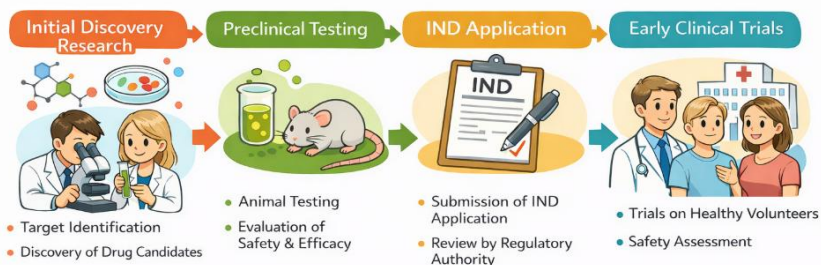 Initial Discovery
Research
Preclinical Testing
IND Application
Early Clinical Trials
IND
• Target Identification
• Discovery of Drug Candidates
• Animal Testing
• Evaluation of
Safety & Efficacy
• Submission of IND
Application
• Review by Regulatory
Authority
• Trials on Healthy Volunteers
• Safety Assessment